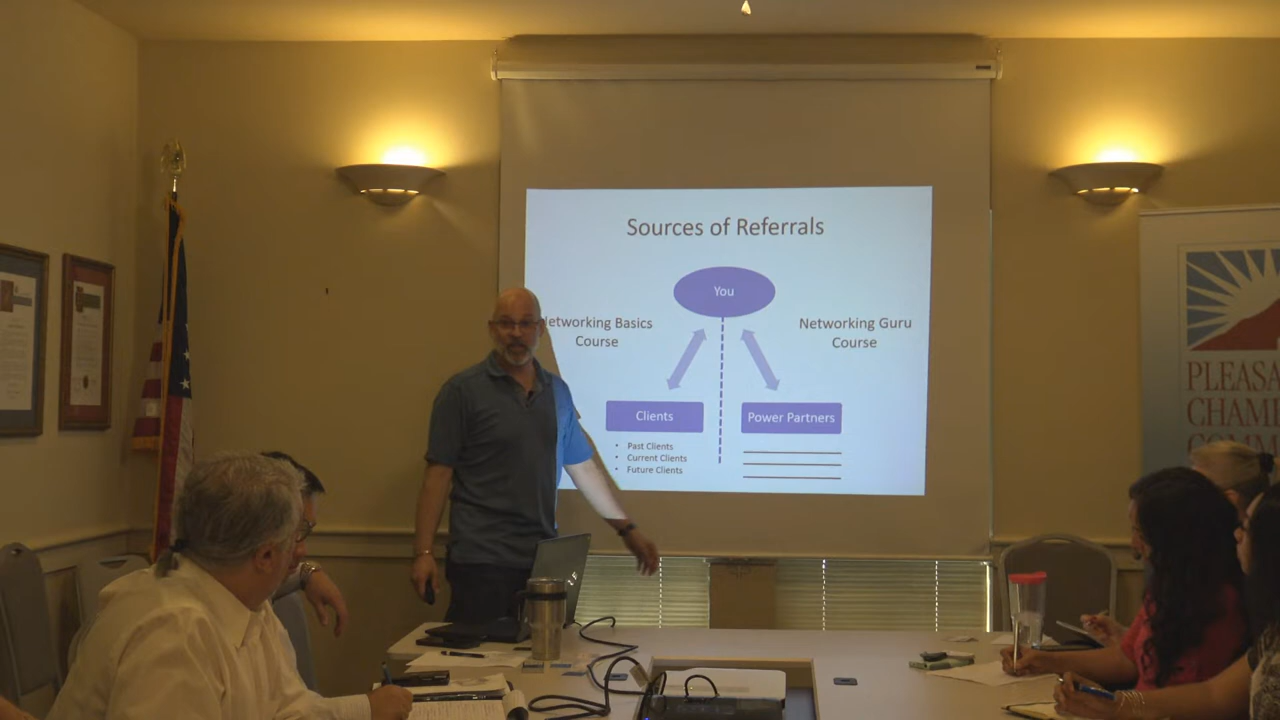 Sources of Referrals
You
etworking Basics
Course
Networking Guru
Course
Clients
Power Partners
• Past Clients
• Current Clients
• Future Clients
PLEASA
CHAMB
COMM